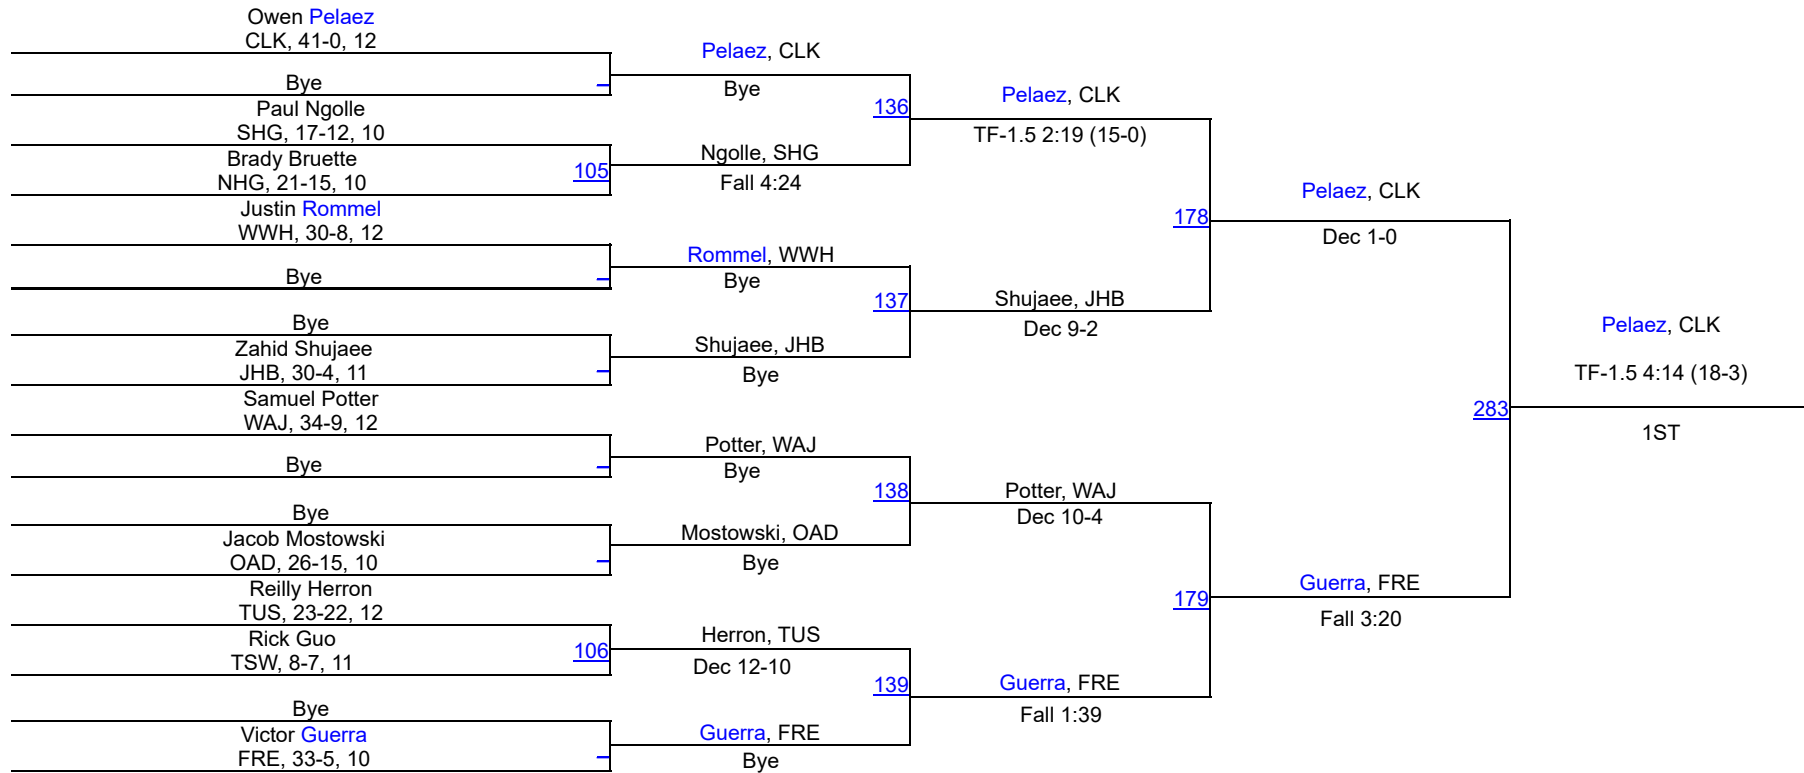 Owen Pelaez
CLK, 41-0, 12
Bye
Paul Ngolle
SHG, 17-12, 10
Brady Bruette
NHG, 21-15, 10
105
Justin Rommel
WWH, 30-8, 12
Bye
Bye
Zahid Shujaee
JHB, 30-4, 11
Samuel Potter
WAJ, 34-9, 12
Bye
Bye
Jacob Mostowski
OAD, 26-15, 10
Reilly Herron
TUS, 23-22, 12
Rick Guo
TSW, 8-7, 11
106
Bye
Victor Guerra
FRE, 33-5, 10
Pelaez, CLK
Bye
136
Ngolle, SHG
Fall 4:24
Rommel, WWH
Bye
137
Shujaee, JHB
Bye
Potter, WAJ
Bye
138
Mostowski, OAD
Bye
Herron, TUS
Dec 12-10
139
Guerra, FRE
Bye
Pelaez, CLK
TF-1.5 2:19 (15-0)
178
Shujaee, JHB
Dec 9-2
Potter, WAJ
Dec 10-4
179
Guerra, FRE
Fall 1:39
Pelaez, CLK
Dec 1-0
283
Guerra, FRE
Fall 3:20
Pelaez, CLK
TF-1.5 4:14 (18-3)
1ST